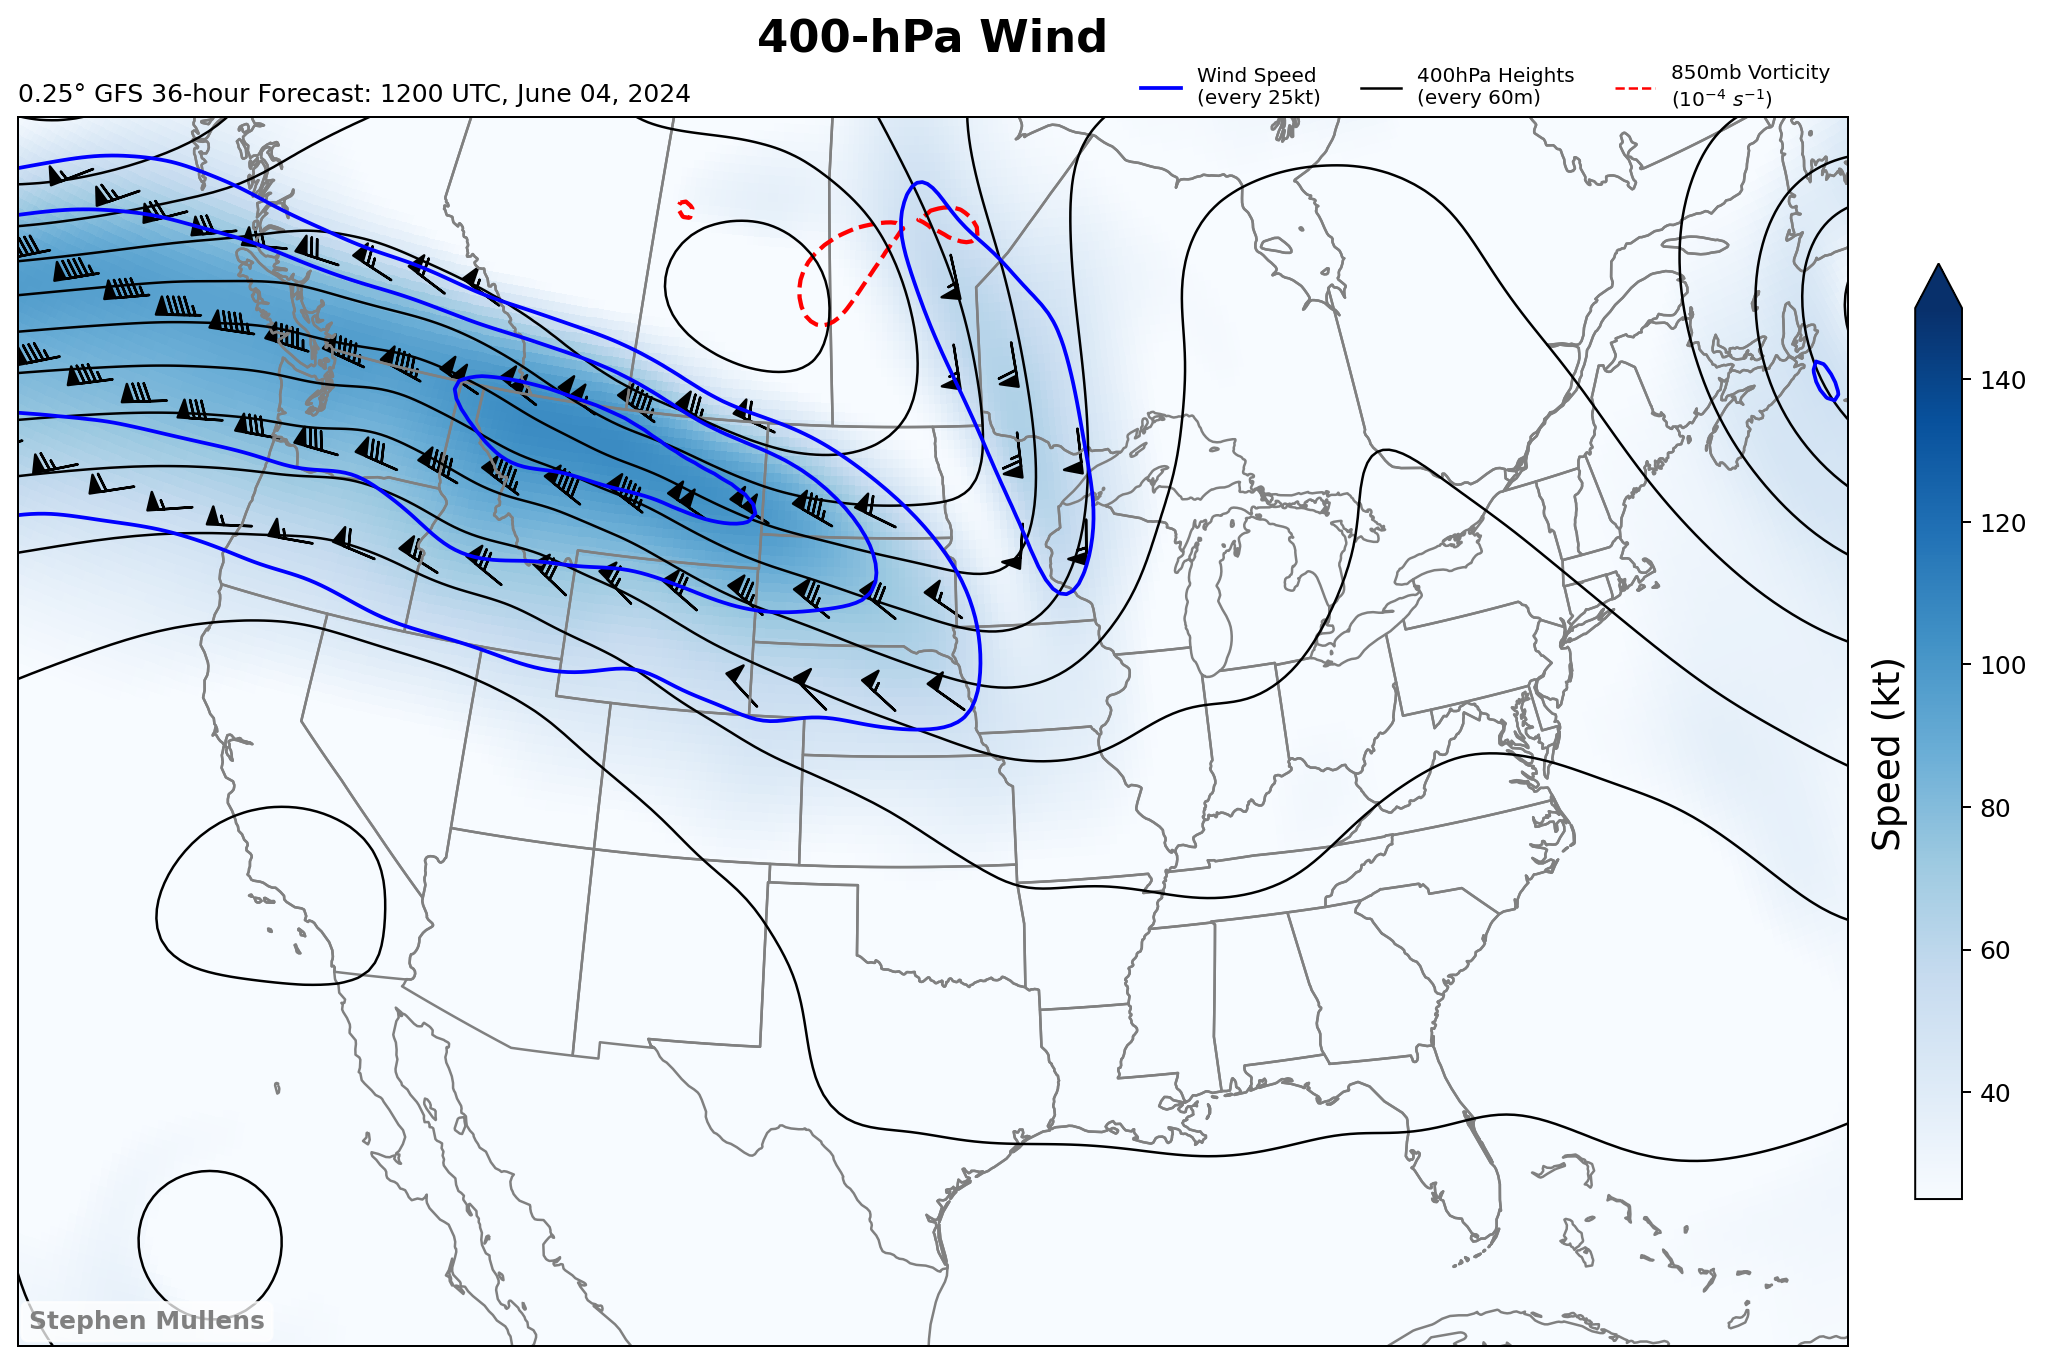 400-hPa Wind
0.25° GFS 36-hour Forecast: 1200 UTC, June 04, 2024
Wind Speed
(every 25kt)
400hPa Heights
(every 60m)
850mb Vorticity
(10⁻⁴ s⁻¹)
140
120
100
80
60
40
Speed (kt)
Stephen Mullens